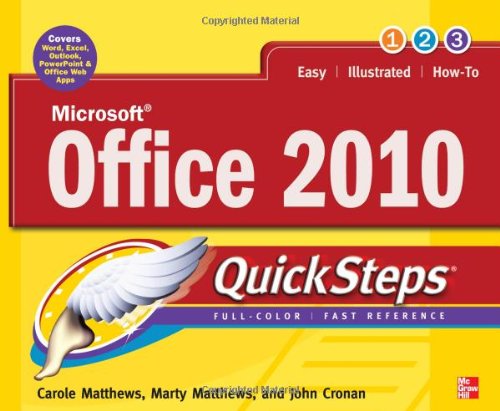 Copyrighted Material
Covers
Word, Excel,
Outlook,
PowerPoint &
Office Web
Apps
1 2 3
Easy | Illustrated | How-To
Microsoft®
Office 2010
QuickSteps®
FULL-COLOR | FAST REFERENCE
Mc
Graw
Hill
Carole Matthews, Marty Matthews, and John Cronan
Copyrighted Material